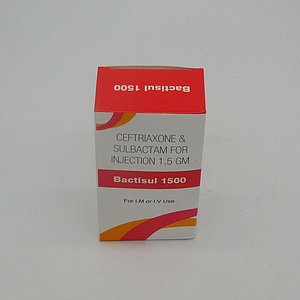 Bactisul 1500
CEFTRIAXONE &
SULBACTAM FOR
INJECTION 1.5 GM
Bactisul 1500
For I.M or I.V Use